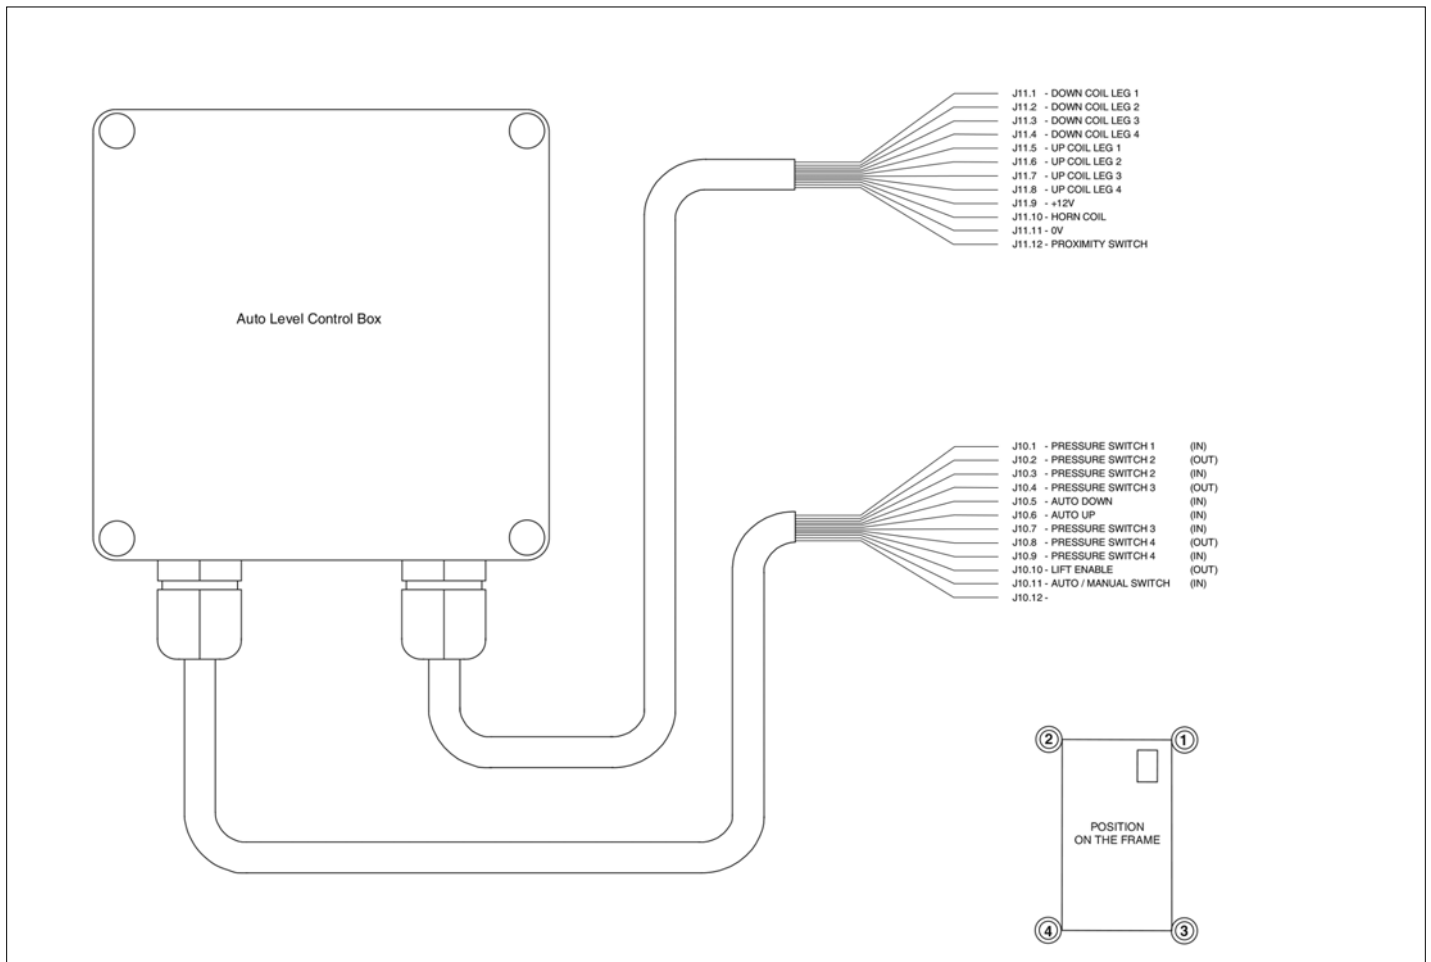 Auto Level Control Box
J11.1 - DOWN COIL LEG 1
J11.2 - DOWN COIL LEG 2
J11.3 - DOWN COIL LEG 3
J11.4 - DOWN COIL LEG 4
J11.5 - UP COIL LEG 1
J11.6 - UP COIL LEG 2
J11.7 - UP COIL LEG 3
J11.8 - UP COIL LEG 4
J11.9 - +12V
J11.10 - HORN COIL
J11.11 - 0V
J11.12 - PROXIMITY SWITCH
J10.1 - PRESSURE SWITCH 1 (IN)
J10.2 - PRESSURE SWITCH 2 (OUT)
J10.3 - PRESSURE SWITCH 2 (IN)
J10.4 - PRESSURE SWITCH 3 (OUT)
J10.5 - AUTO DOWN (IN)
J10.6 - AUTO UP (IN)
J10.7 - PRESSURE SWITCH 3 (IN)
J10.8 - PRESSURE SWITCH 4 (OUT)
J10.9 - PRESSURE SWITCH 4 (IN)
J10.10 - LIFT ENABLE (OUT)
J10.11 - AUTO / MANUAL SWITCH (IN)
J10.12 -
2 1
POSITION
ON THE FRAME
4 3